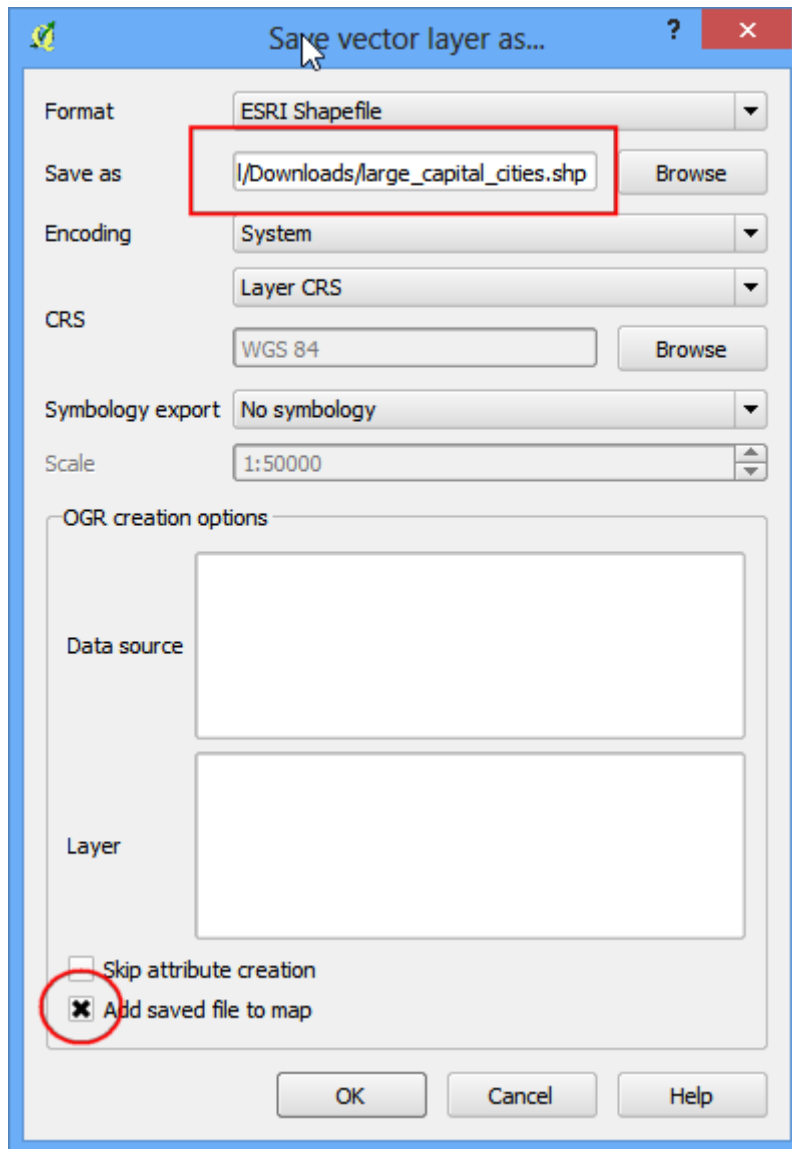 Save vector layer as...
?
Format
ESRI Shapefile
Save as
l/Downloads/large_capital_cities.shp
Browse
Encoding
System
Layer CRS
CRS
WGS 84
Browse
Symbology export
No symbology
Scale
1:50000
OGR creation options
Data source
Layer
Skip attribute creation
Add saved file to map
OK
Cancel
Help